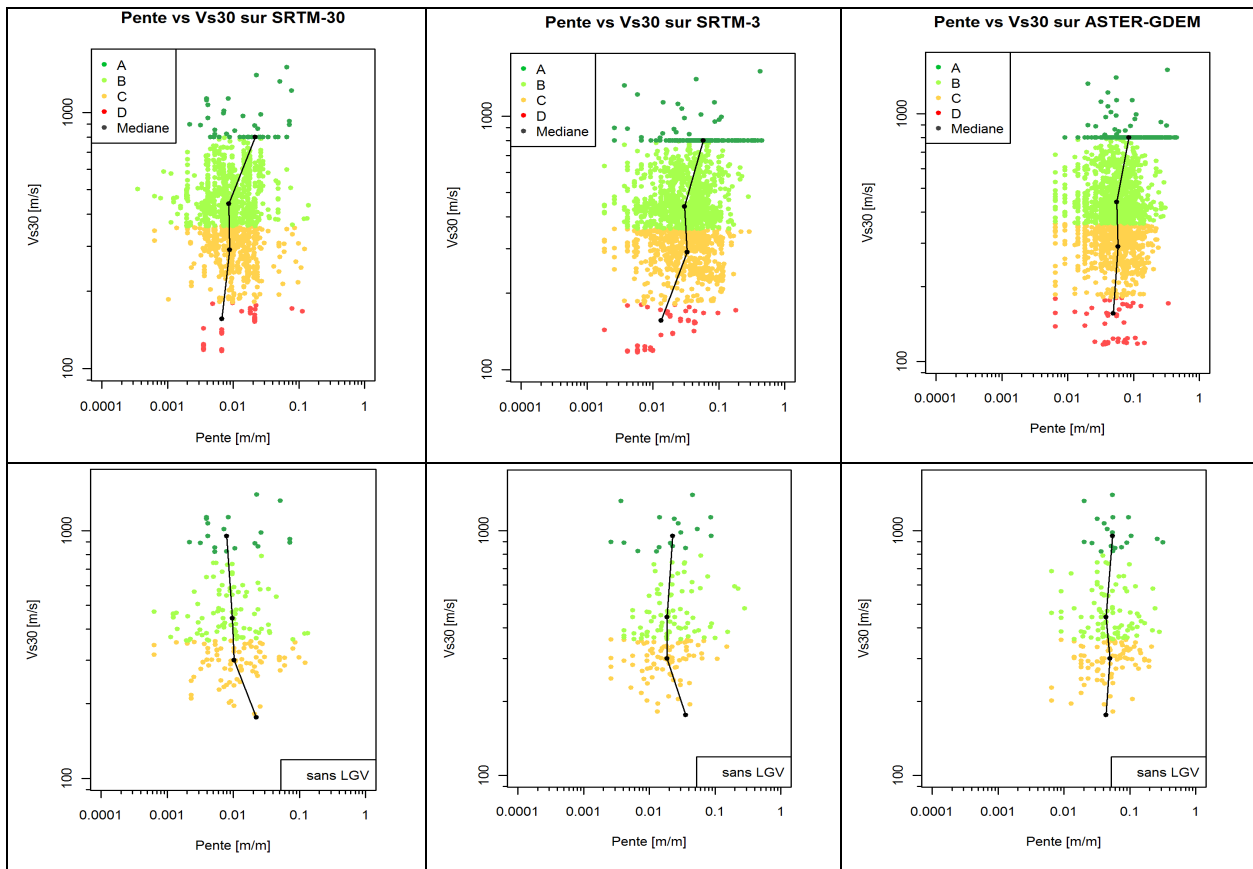 Pente vs Vs30 sur SRTM-30
A
B
C
D
Mediane
Vs30 [m/s]
1000
100
0.0001 0.001 0.01 0.1 1
Pente [m/m]
Pente vs Vs30 sur SRTM-3
A
B
C
D
Mediane
Vs30 [m/s]
1000
100
0.0001 0.001 0.01 0.1 1
Pente [m/m]
Pente vs Vs30 sur ASTER-GDEM
A
B
C
D
Mediane
Vs30 [m/s]
1000
100
0.0001 0.001 0.01 0.1 1
Pente [m/m]
Vs30 [m/s]
1000
100
sans LGV
0.0001 0.001 0.01 0.1 1
Pente [m/m]
Vs30 [m/s]
1000
100
sans LGV
0.0001 0.001 0.01 0.1 1
Pente [m/m]
Vs30 [m/s]
1000
100
sans LGV
0.0001 0.001 0.01 0.1 1
Pente [m/m]